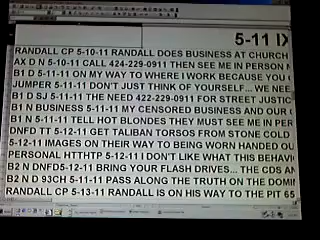 5-11
RANDALL CP 5-10-11 RANDALL DOES BUSINESS AT CHURCH
AX D N 5-10-11 CALL 424-229-0911 THEN SEE ME IN PERSON
B1 D 5-11-11 ON MY WAY TO WHERE I WORK BECAUSE YOU
JUMPER 5-11-11 DON'T JUST THINK OF YOURSELF... WE NEE
B1 D SJ 5-11-11 THE NEED 422-229-0911 FOR STREET JUSTIC
B1 N BUSINESS 5-11-11 MY CENSORED BUSINESS AND OUR
B1 N 5-11-11 TELL HOT BLONDES THEY MUST SEE ME IN PER
DNFD TT 5-12-11 GET TALIBAN TORSOS FROM STONE COLD
5-12-11 IMAGES ON THEIR WAY TO BEING WORN HANDED OU
PERSONAL HTTHTP 5-12-11 I DON'T LIKE WHAT THIS BEHAVI
B2 N DNFD5-12-11 BRING YOUR FLASH DRIVES... THE CDS AN
B2 N D 93CH 5-11-11 PASS ALONG THE TRUTH ON THE DOMI
RANDALL CP 5-13-11 RANDALL IS ON HIS WAY TO THE PIT 65